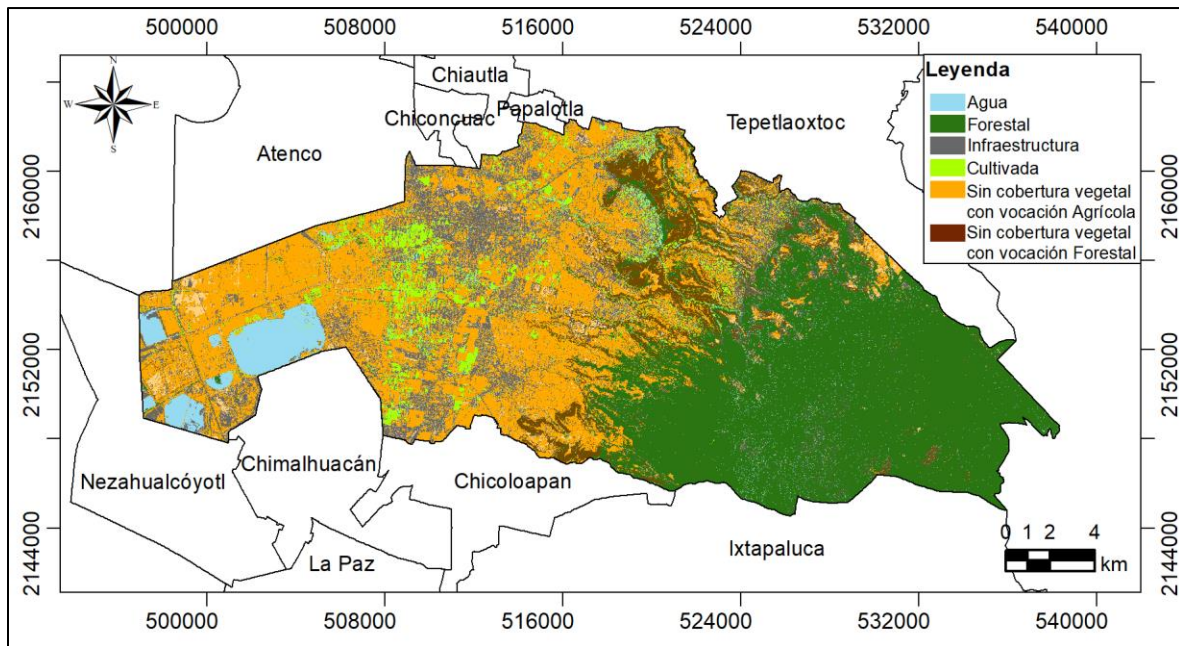 500000 508000 516000 524000 532000 540000
N
W E
S
Chiautla
Papalotla
Chiconcuac
Tepetlaoxtoc
Atenco
Leyenda
Agua
Forestal
Infraestructura
Cultivada
Sin cobertura vegetal
con vocación Agrícola
Sin cobertura vegetal
con vocación Forestal
2160000 2160000
2152000 2152000
2144000 2144000
Nezahualcóyotl
Chimalhuacán
Chicoloapan
La Paz
Ixtapaluca
0 1 2 4
km
500000 508000 516000 524000 532000 540000